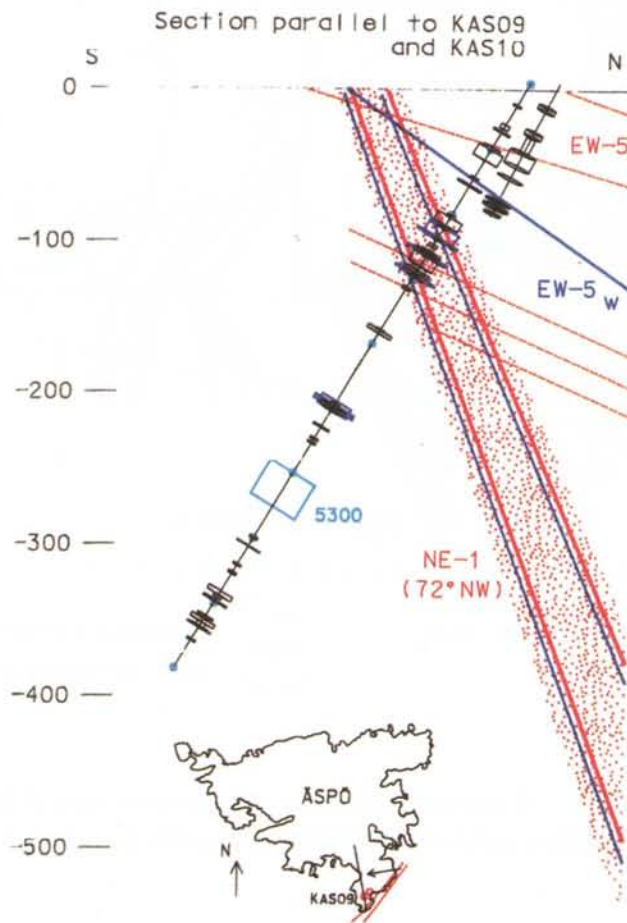 Section parallel to KAS09
and KAS10
S
N
0
EW-5
-100
EW-5 w
-200
5300
-300
NE-1
(72° NW)
-400
ÄSPÖ
-500
N
KAS09